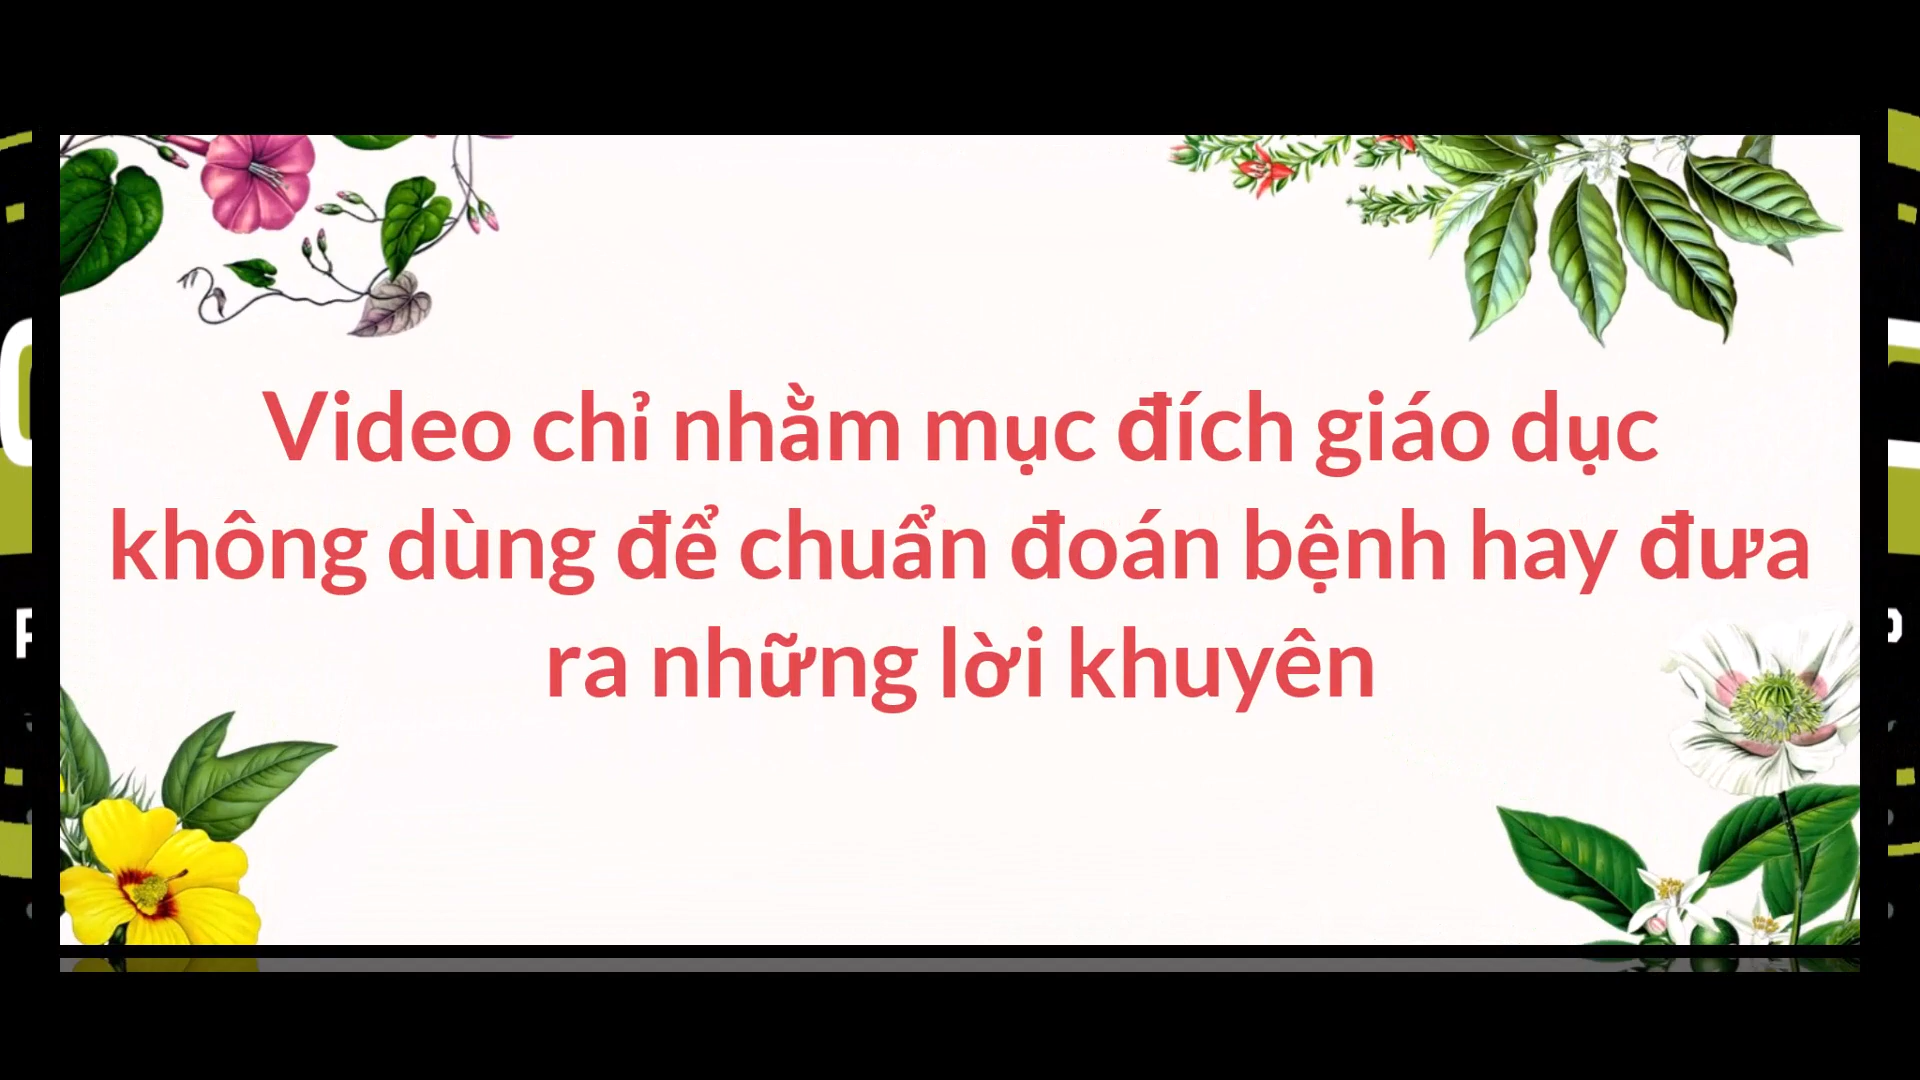 Video chỉ nhằm mục đích giáo dục
không dùng để chuẩn đoán bệnh hay đưa
ra những lời khuyên